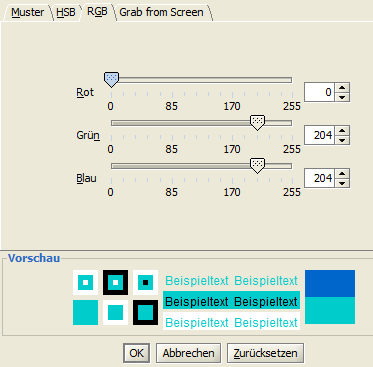 Muster HSB RGB Grab from Screen
Rot 0
0 85 170 255
Grün 204
0 85 170 255
Blau 204
0 85 170 255
Vorschau
Beispieltext Beispieltext
Beispieltext Beispieltext
Beispieltext Beispieltext
OK Abbrechen Zurücksetzen